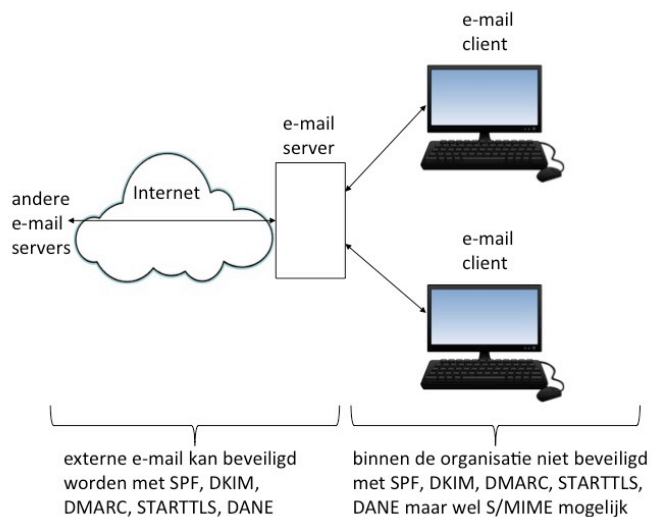 e-mail
client
e-mail
server
Internet
andere
e-mail
servers
e-mail
client
externe e-mail kan beveiligd
worden met SPF, DKIM,
DMARC, STARTTLS, DANE
binnen de organisatie niet beveiligd
met SPF, DKIM, DMARC, STARTTLS,
DANE maar wel S/MIME mogelijk